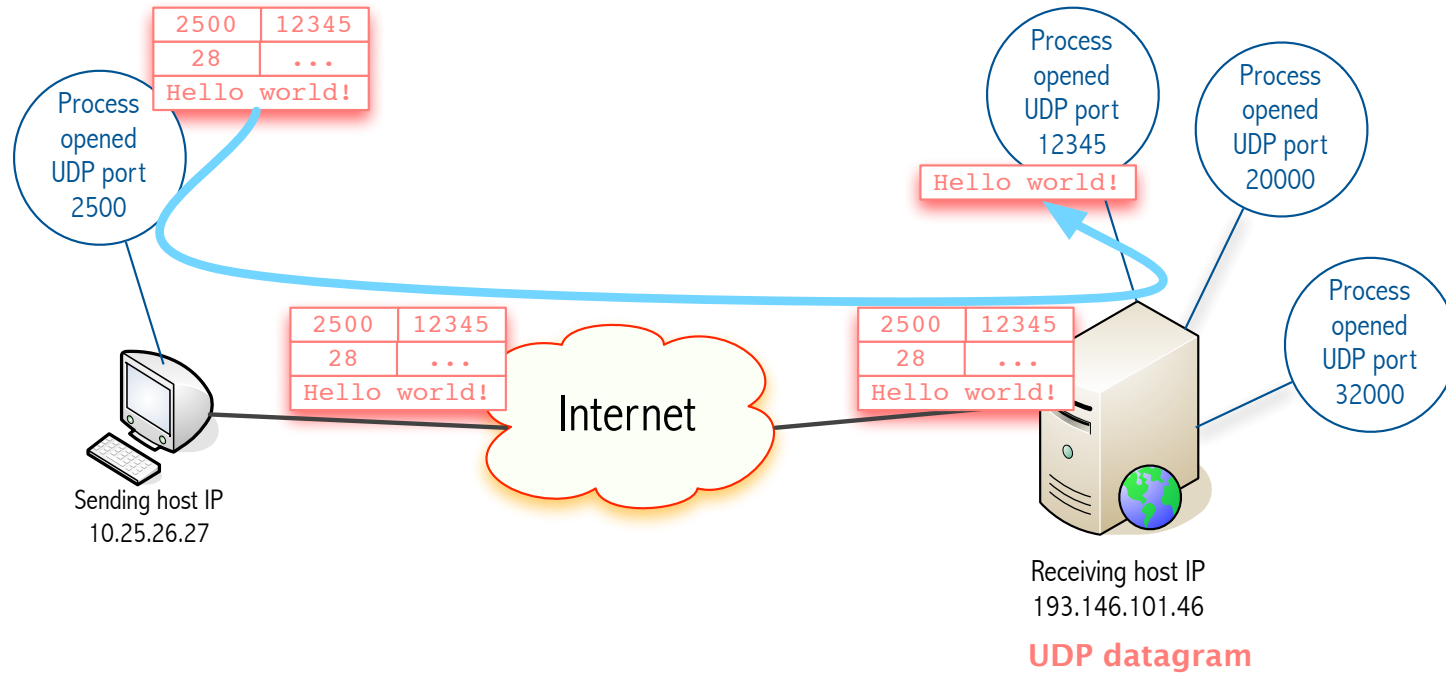 2500 12345
28 ...
Hello world!
Process
opened
UDP port
2500
Process
opened
UDP port
12345
Hello world!
Process
opened
UDP port
20000
Process
opened
UDP port
32000
2500 12345
28 ...
Hello world!
Internet
2500 12345
28 ...
Hello world!
Sending host IP
10.25.26.27
Receiving host IP
193.146.101.46
UDP datagram